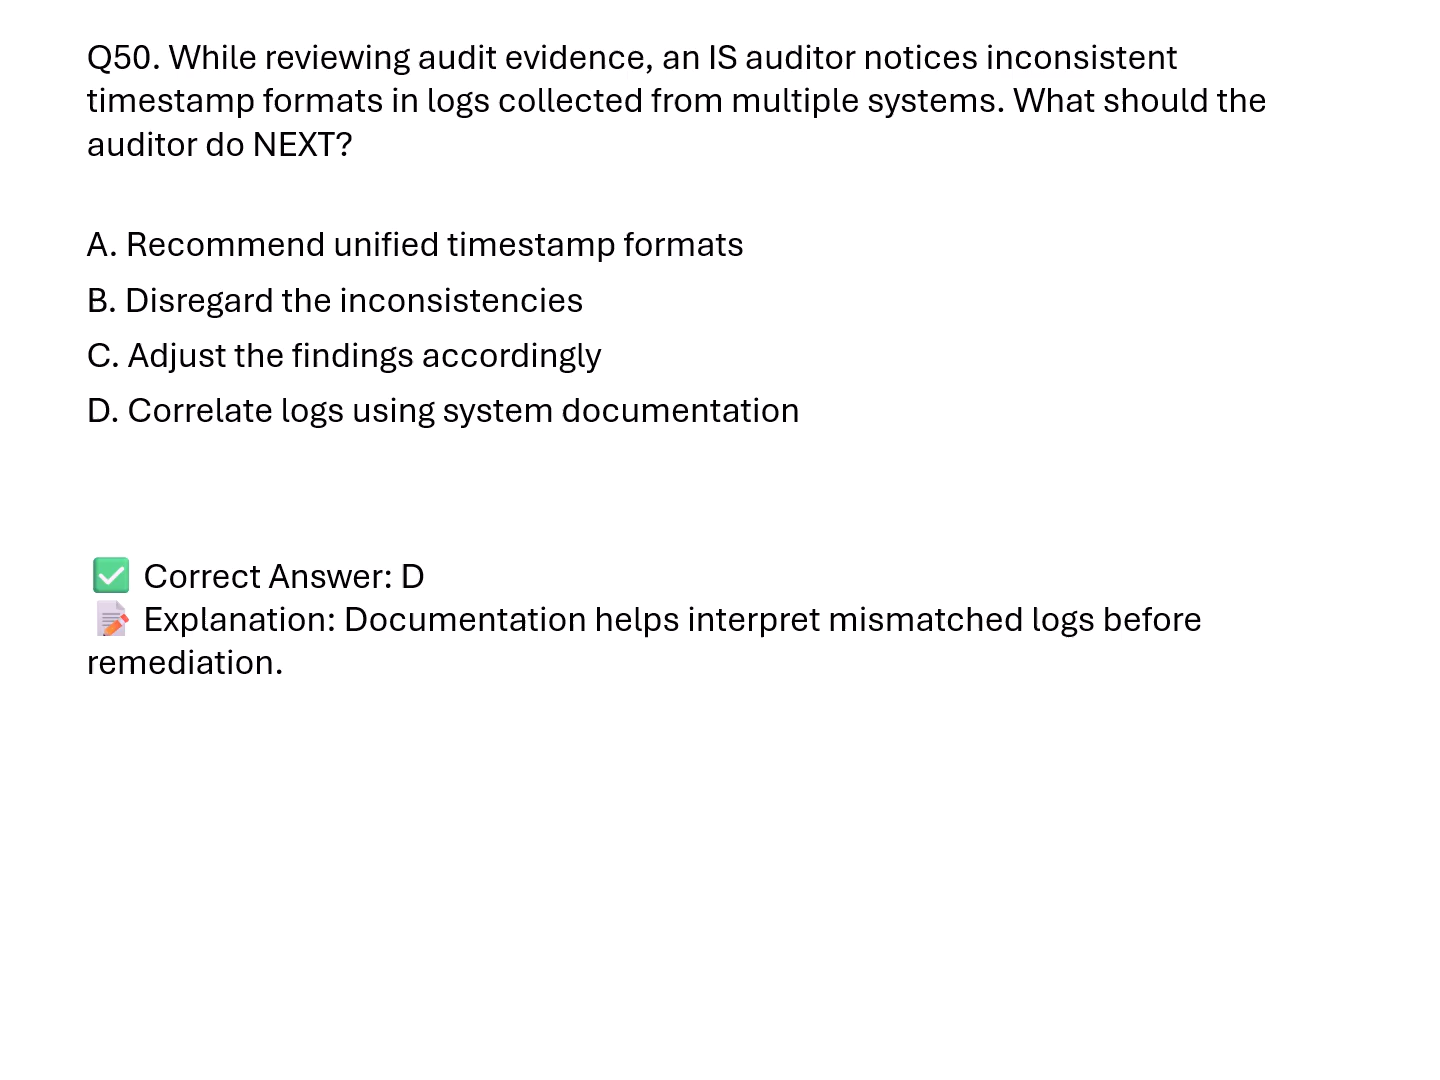 Q50. While reviewing audit evidence, an IS auditor notices inconsistent
timestamp formats in logs collected from multiple systems. What should the
auditor do NEXT?
A. Recommend unified timestamp formats
B. Disregard the inconsistencies
C. Adjust the findings accordingly
D. Correlate logs using system documentation
✅ Correct Answer: D
📝 Explanation: Documentation helps interpret mismatched logs before
remediation.